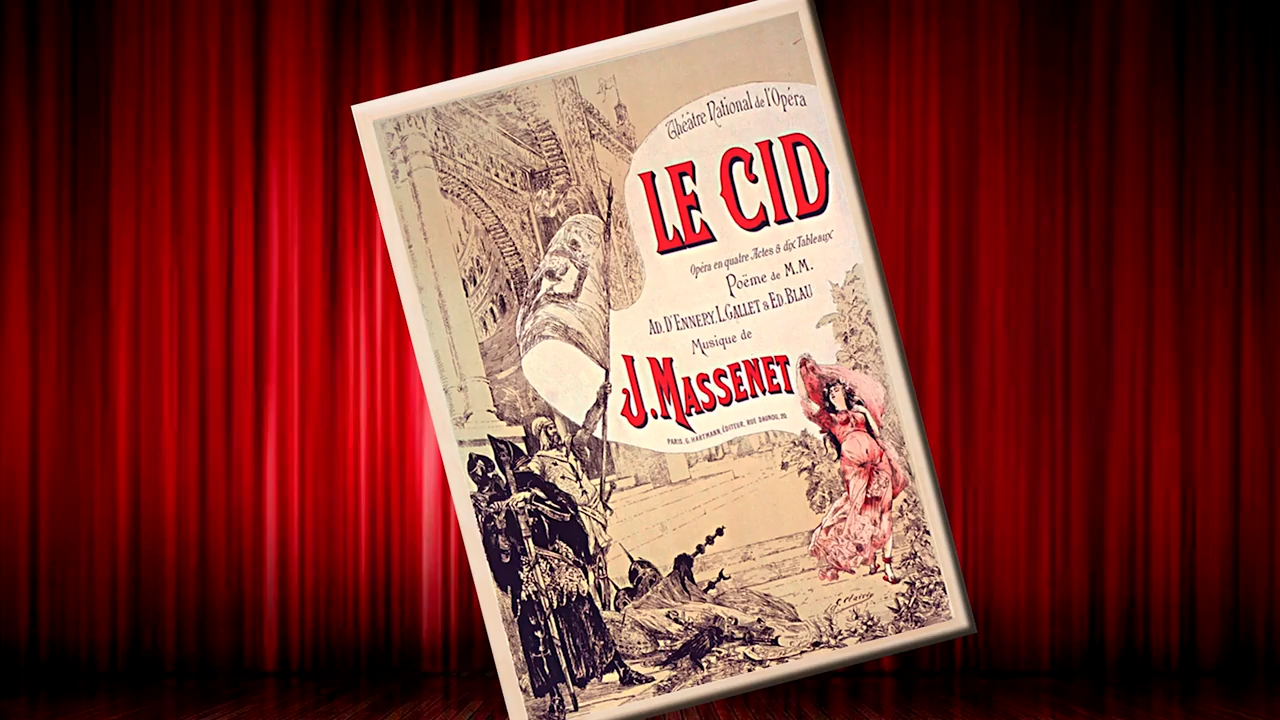 Théâtre National de l'Opéra
LE CID
Opéra en quatre Actes & dix Tableaux
Poëme de M.M.
AD. D'ENNERY, L. GALLET & ED. BLAU
Musique de
J. MASSENET
PARIS, G. HARTMANN, ÉDITEUR, RUE DAUNOU, 20
G. Clairin